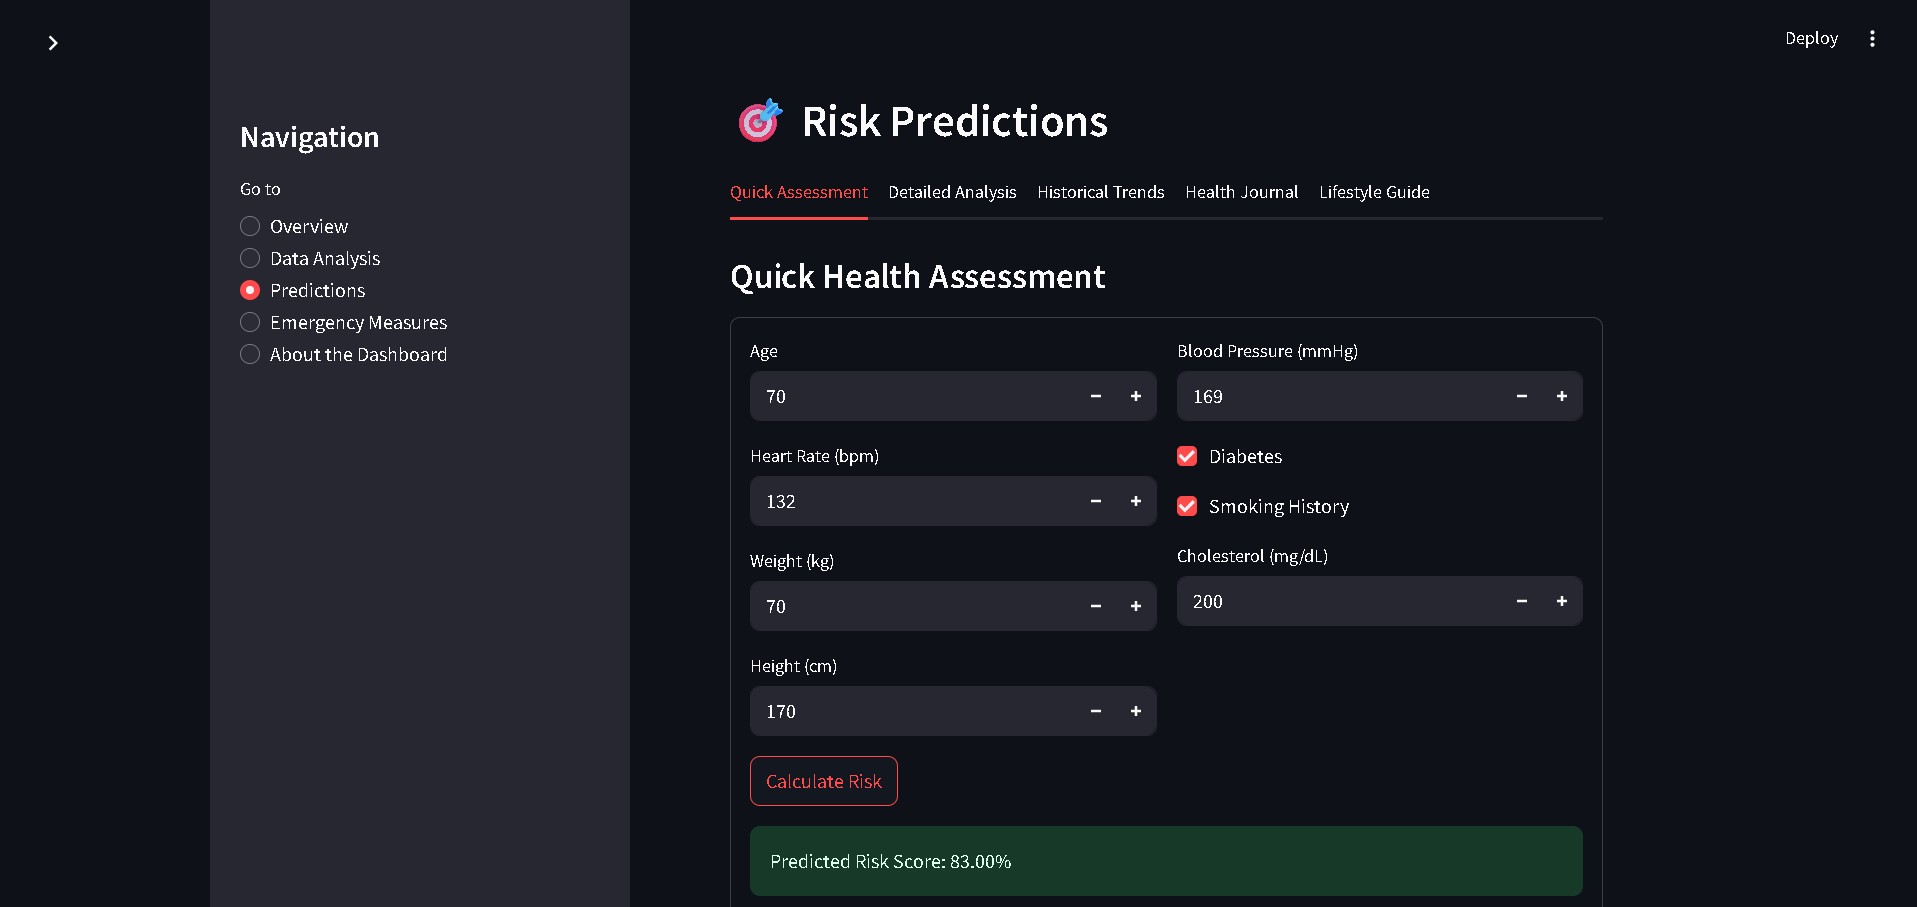 Deploy
Navigation
Go to
Overview
Data Analysis
Predictions
Emergency Measures
About the Dashboard
Risk Predictions
Quick Assessment Detailed Analysis Historical Trends Health Journal Lifestyle Guide
Quick Health Assessment
Age
70
Heart Rate (bpm)
132
Weight (kg)
70
Height (cm)
170
Blood Pressure (mmHg)
169
Diabetes
Smoking History
Cholesterol (mg/dL)
200
Calculate Risk
Predicted Risk Score: 83.00%